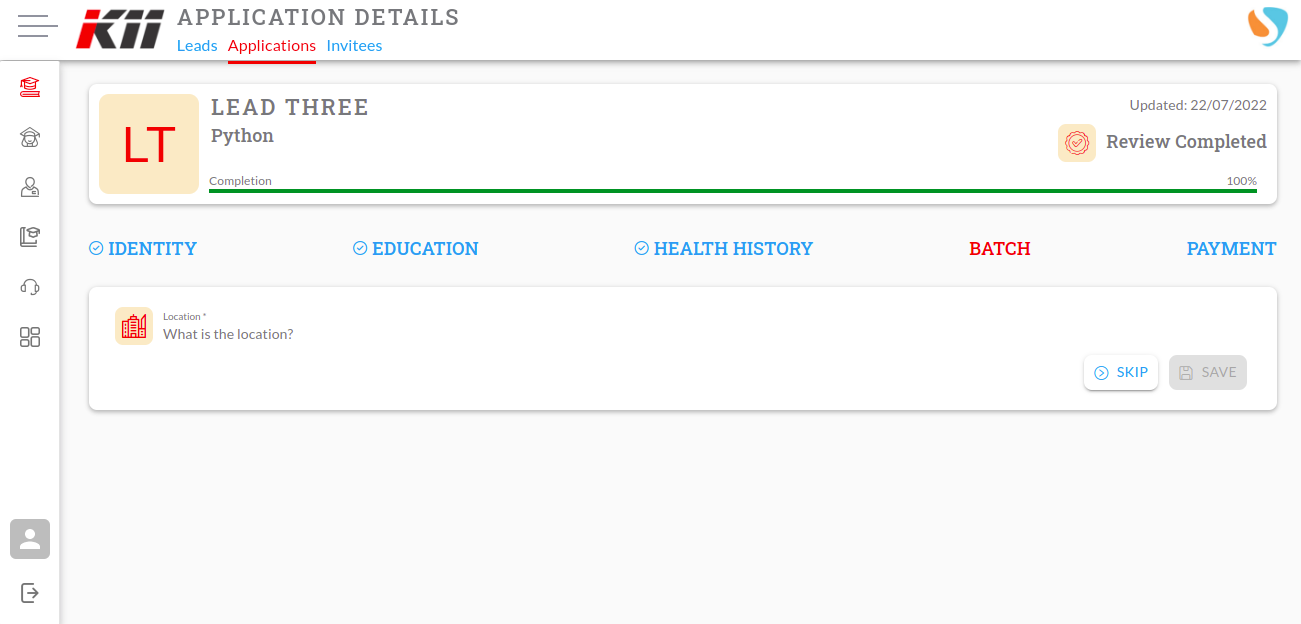 KII
APPLICATION DETAILS
Leads Applications Invitees
LT
LEAD THREE
Python
Updated: 22/07/2022
Review Completed
Completion 100%
IDENTITY EDUCATION HEALTH HISTORY BATCH PAYMENT
Location *
What is the location?
SKIP SAVE